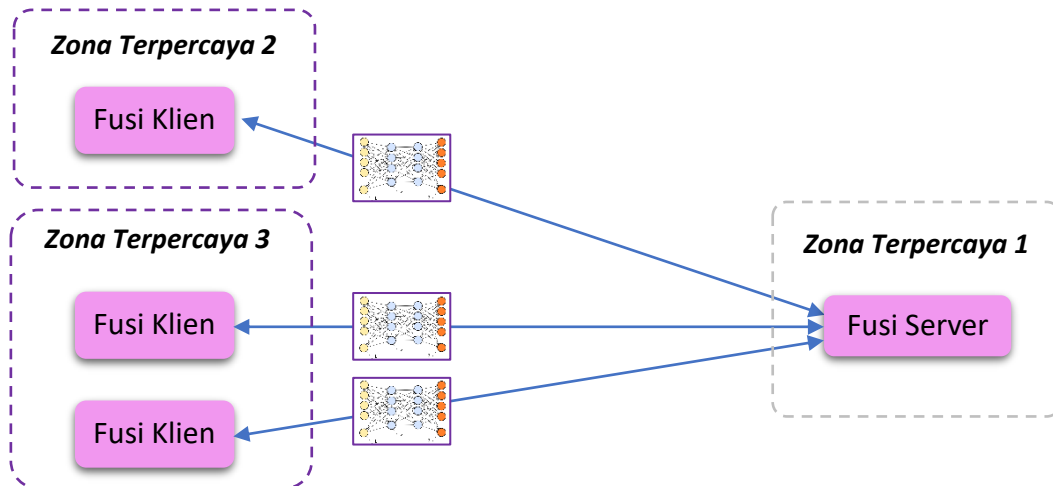 Zona Terpercaya 2
Fusi Klien
Zona Terpercaya 3
Fusi Klien
Fusi Klien
Zona Terpercaya 1
Fusi Server